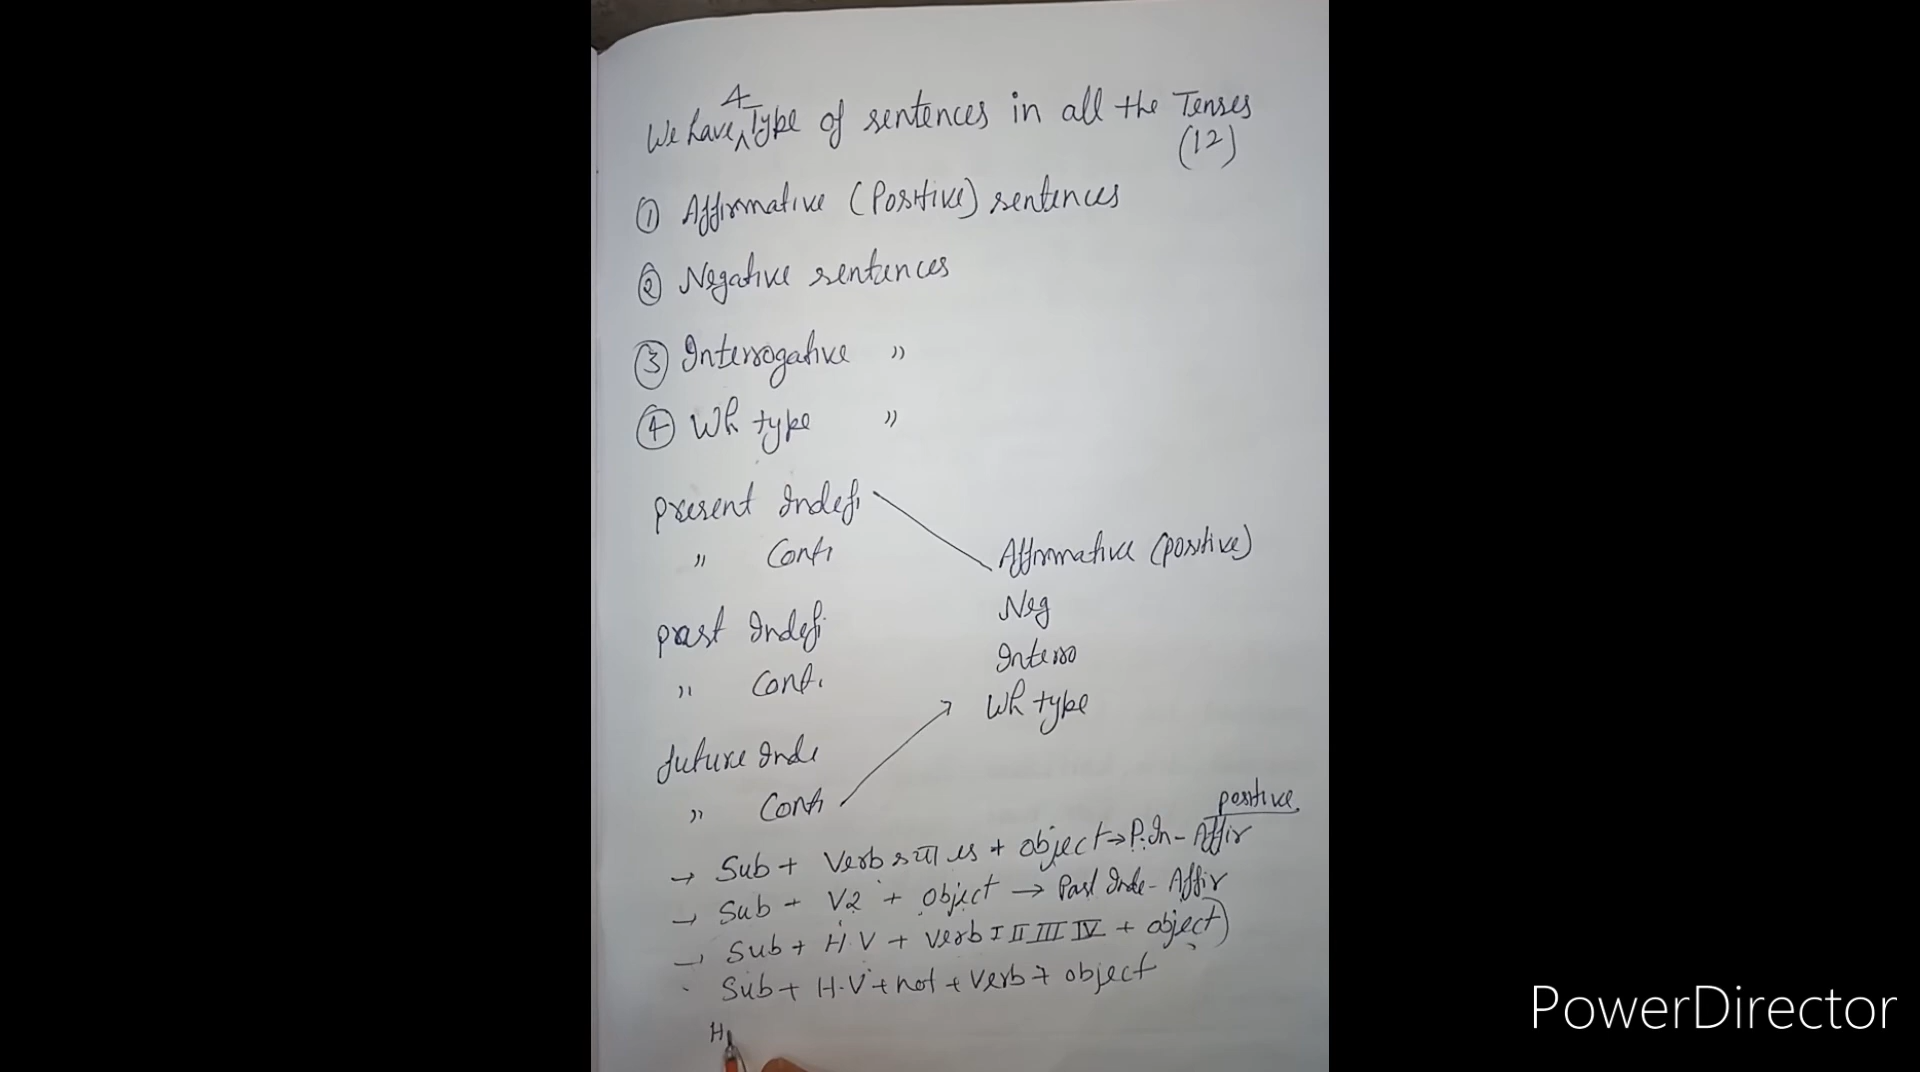 4
We have ^ Type of sentences in all the Tenses
(12)
① Affirmative (Positive) sentences
② Negative sentences
③ Interrogative "
④ Wh type "
present Indefi
" Conti
past Indefi
" Conti
future Inde
" Conti
Affirmative (positive)
Neg
Interro
Wh type
positive
→ Sub + Verb s या es + object → P.In - Affir
→ Sub + V2 + object → Past Inde - Affir
→ Sub + H.V + Verb I II III IV + object)
Sub + H.V + not + Verb + object
H
PowerDirector